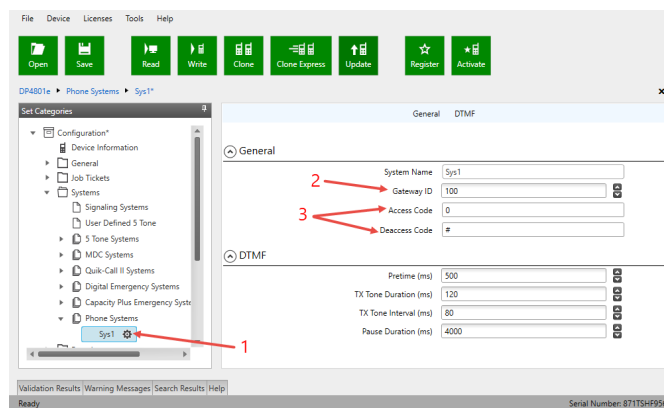 File Device Licenses Tools Help
Open Save Read Write Clone Clone Express Update Register Activate
DP4801e Phone Systems Sys1*
Set Categories
General DTMF
Configuration*
Device Information
General
Job Tickets
Systems
Signaling Systems
User Defined 5 Tone
5 Tone Systems
MDC Systems
Quik-Call II Systems
Digital Emergency Systems
Capacity Plus Emergency Syste
Phone Systems
Sys1
1
General
System Name Sys1
2
Gateway ID 100
3
Access Code 0
Deaccess Code #
DTMF
Pretime (ms) 500
TX Tone Duration (ms) 120
TX Tone Interval (ms) 80
Pause Duration (ms) 4000
Validation Results Warning Messages Search Results Help
Ready Serial Number: 871TSHF95